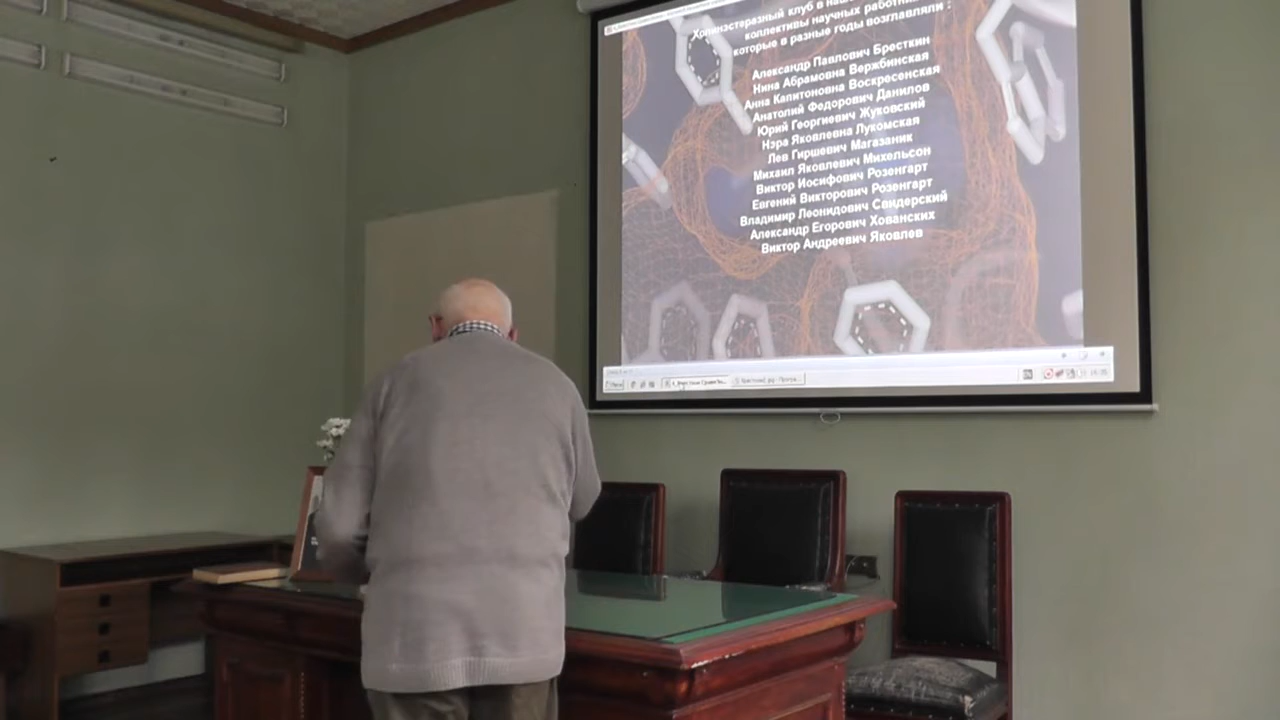 Холинэстеразный клуб в
коллективы научных
которые в разные годы возглавляли :
Александр Павлович Бресткин
Нина Абрамовна Вержбинская
Анна Капитоновна Воскресенская
Анатолий Федорович Данилов
Юрий Георгиевич Жуковский
Нэра Яковлевна Лукомская
Лев Гиршевич Магазаник
Михаил Яковлевич Михельсон
Виктор Иосифович Розенгарт
Евгений Викторович Розенгарт
Владимир Леонидович Свидерский
Александр Егорович Хованских
Виктор Андреевич Яковлев